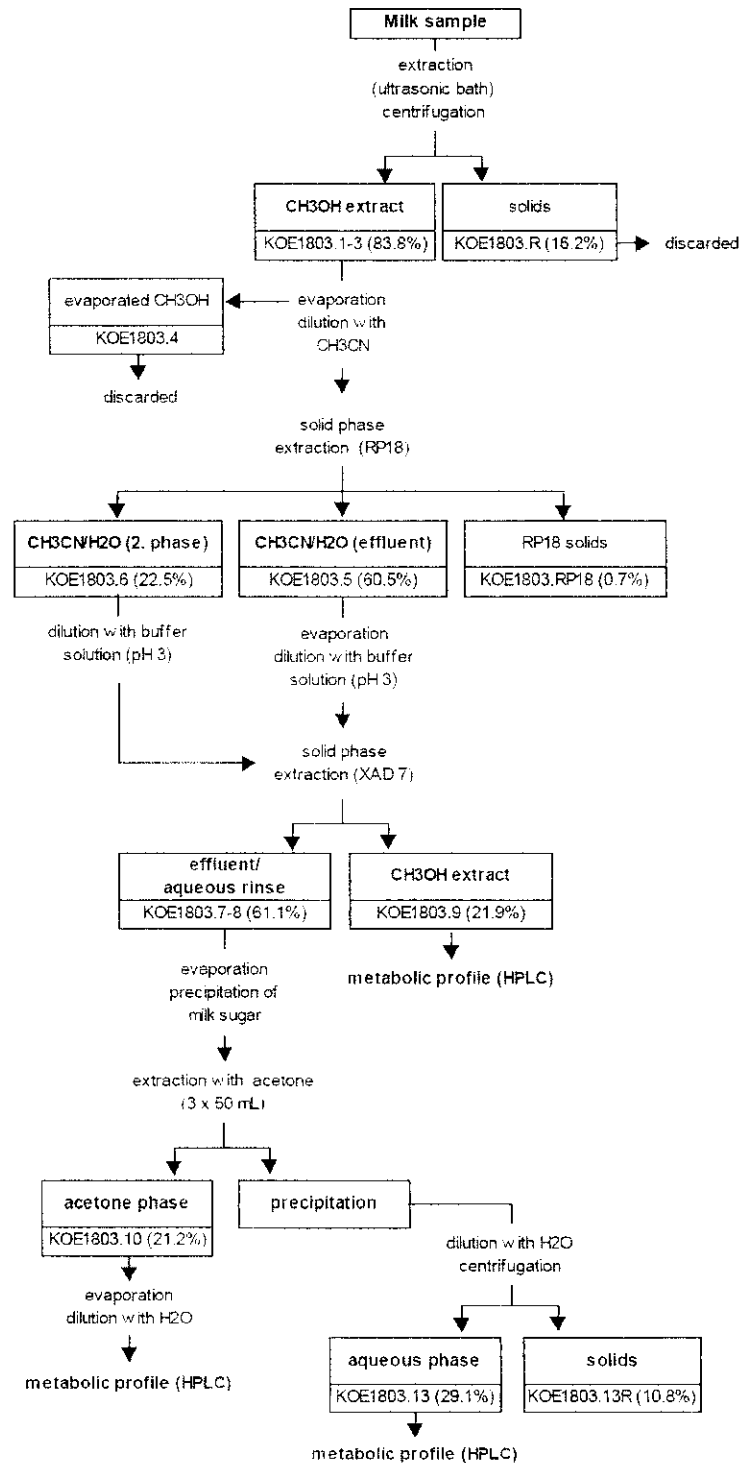 Milk sample
extraction
(ultrasonic bath)
centrifugation
CH3OH extract
KOE1803.1-3 (83.8%)
solids
KOE1803.R (16.2%)
discarded
evaporated CH3OH
KOE1803.4
discarded
evaporation
dilution with
CH3CN
solid phase
extraction (RP18)
CH3CN/H2O (2. phase)
KOE1803.6 (22.5%)
CH3CN/H2O (effluent)
KOE1803.5 (60.5%)
RP18 solids
KOE1803.RP18 (0.7%)
dilution with buffer
solution (pH 3)
evaporation
dilution with buffer
solution (pH 3)
solid phase
extraction (XAD 7)
effluent/
aqueous rinse
KOE1803.7-8 (61.1%)
CH3OH extract
KOE1803.9 (21.9%)
metabolic profile (HPLC)
evaporation
precipitation of
milk sugar
extraction with acetone
(3 x 50 mL)
acetone phase
KOE1803.10 (21.2%)
precipitation
evaporation
dilution with H2O
metabolic profile (HPLC)
dilution with H2O
centrifugation
aqueous phase
KOE1803.13 (29.1%)
solids
KOE1803.13R (10.8%)
metabolic profile (HPLC)